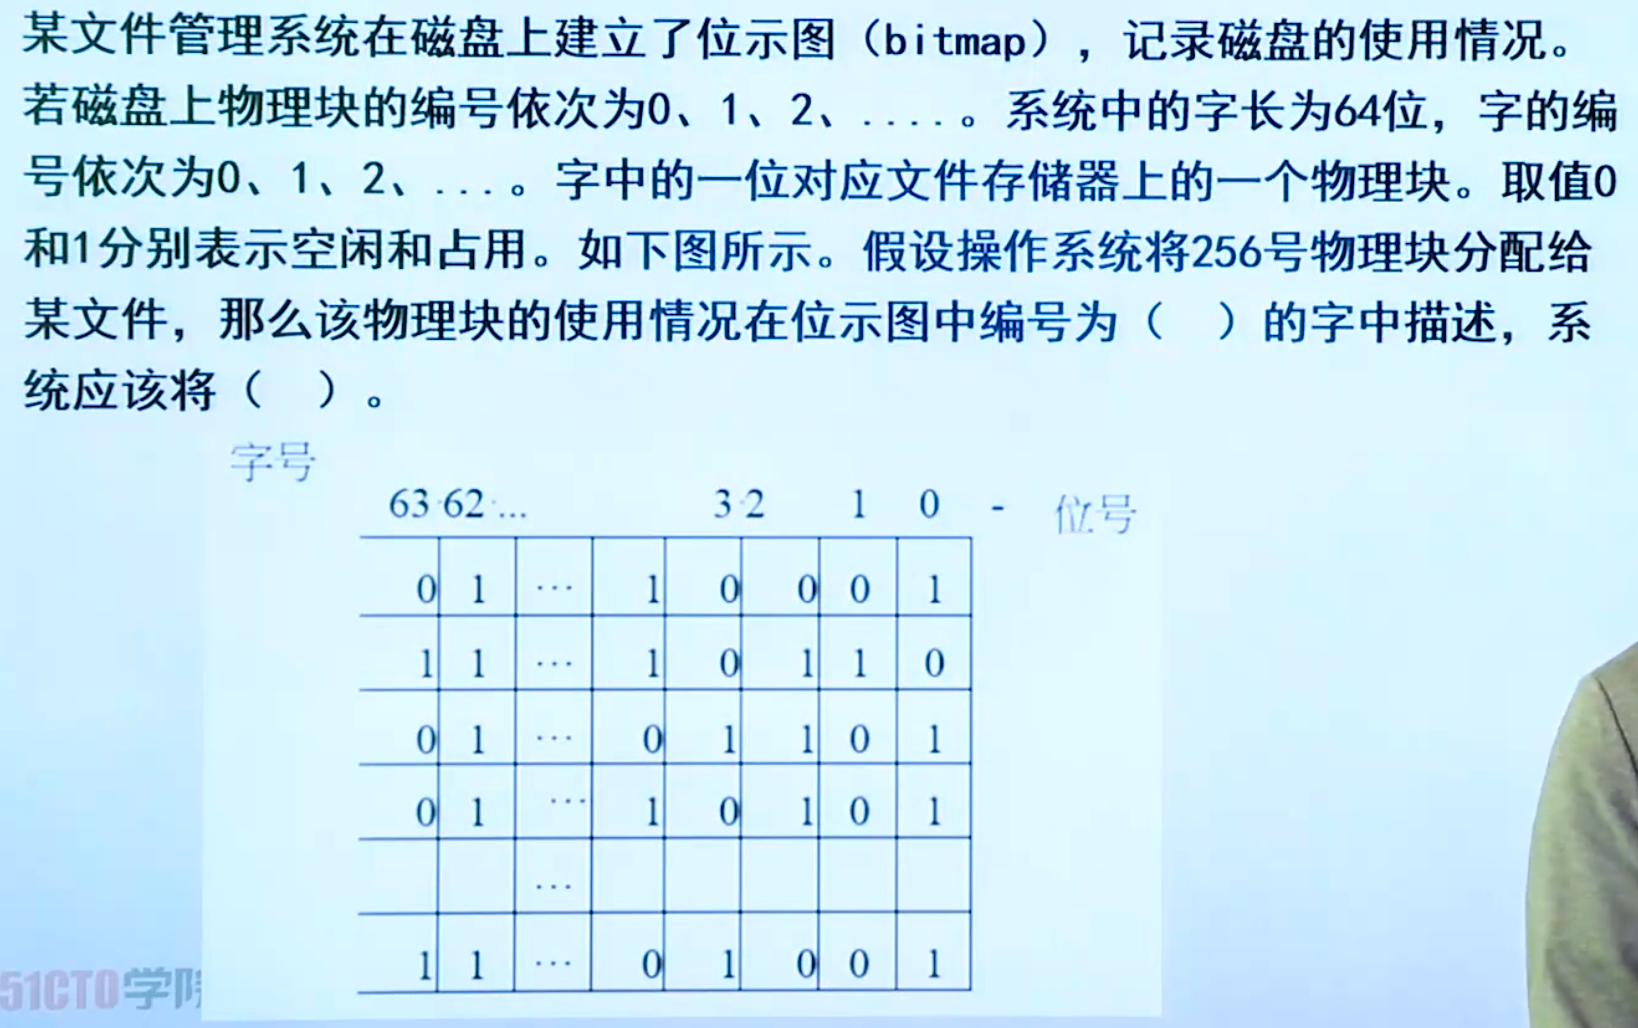 某文件管理系统在磁盘上建立了位示图（bitmap），记录磁盘的使用情况。
若磁盘上物理块的编号依次为0、1、2、....。系统中的字长为64位，字的编
号依次为0、1、2、...。字中的一位对应文件存储器上的一个物理块。取值0
和1分别表示空闲和占用。如下图所示。假设操作系统将256号物理块分配给
某文件，那么该物理块的使用情况在位示图中编号为（ ）的字中描述，系
统应该将（ ）。
字号
63 62 ... 3 2 1 0 - 位号
0 1 ... 1 0 0 0 1
1 1 ... 1 0 1 1 0
0 1 ... 0 1 1 0 1
0 1 ... 1 0 1 0 1
...
1 1 ... 0 1 0 0 1
51CTO学院